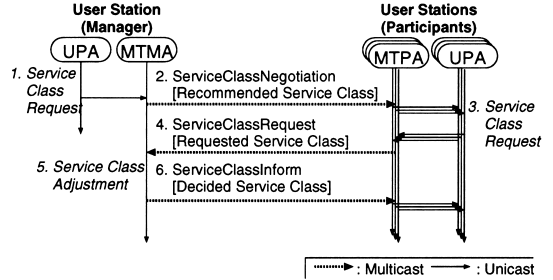 User Station
(Manager)
User Stations
(Participants)
UPA
MTMA
MTPA
UPA
1. Service
Class
Request
2. ServiceClassNegotiation
[Recommended Service Class]
3. Service
Class
Request
4. ServiceClassRequest
[Requested Service Class]
5. Service Class
Adjustment
6. ServiceClassInform
[Decided Service Class]
: Multicast
: Unicast